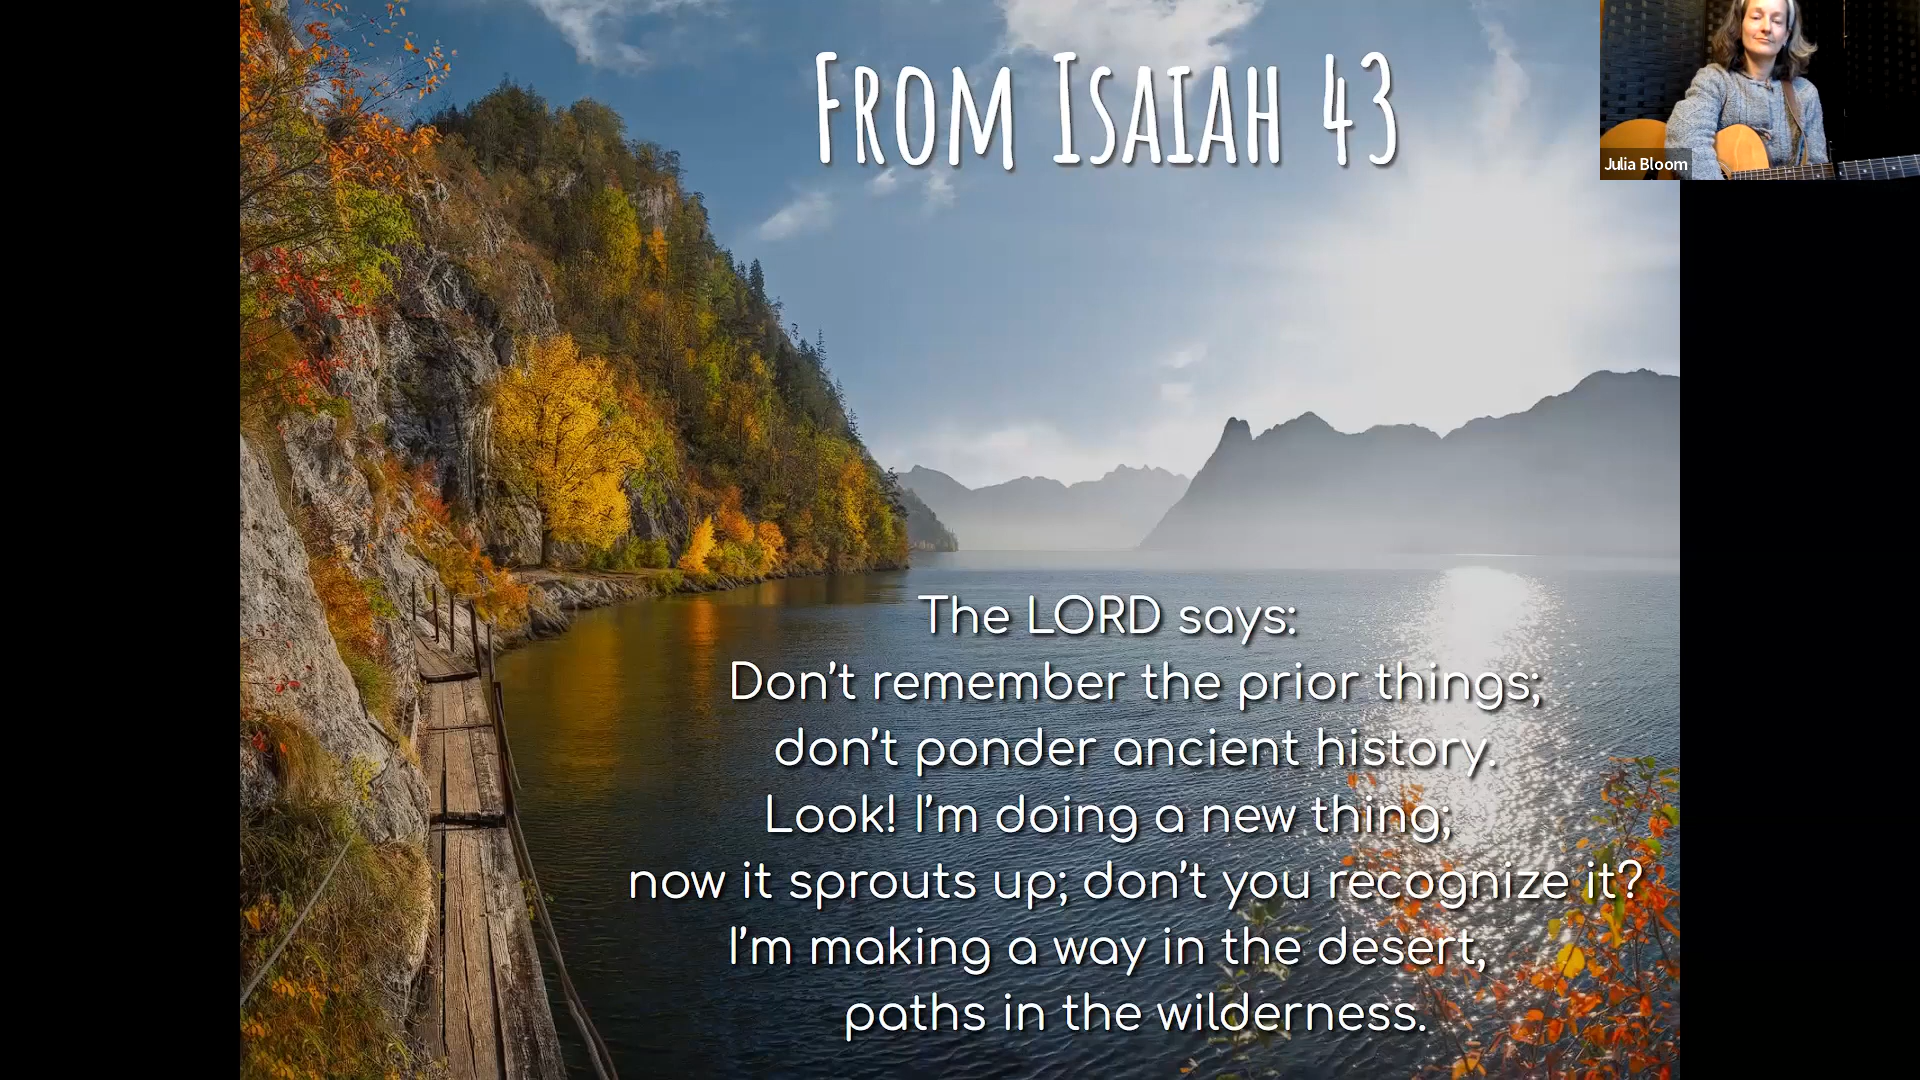 From Isaiah 43
Julia Bloom
The LORD says:
Don't remember the prior things;
don't ponder ancient history.
Look! I'm doing a new thing;
now it sprouts up; don't you recognize it?
I'm making a way in the desert,
paths in the wilderness.